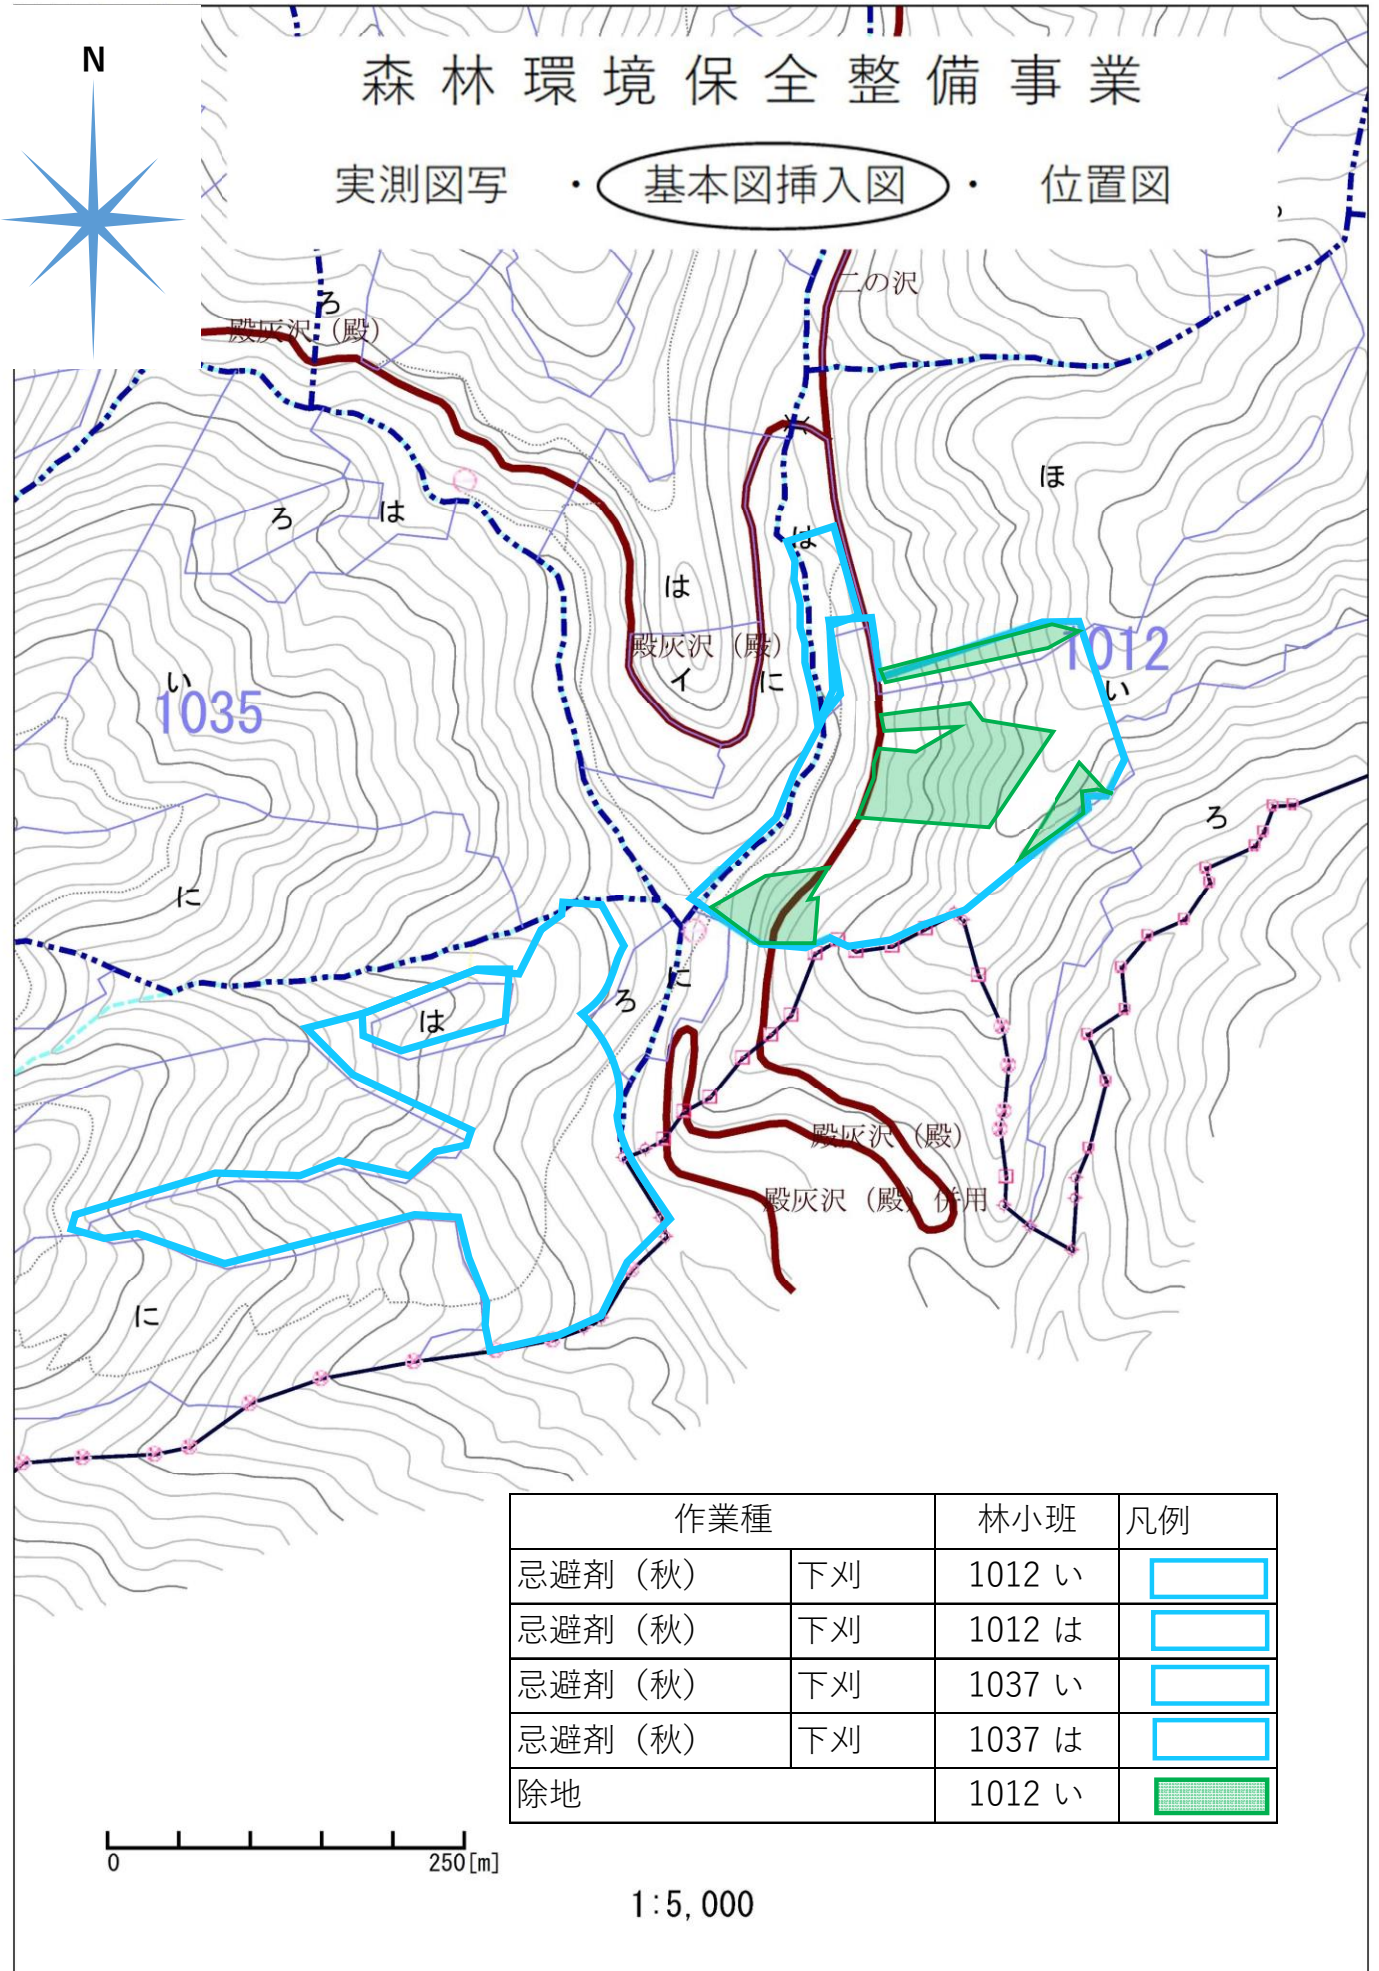 N
森林環境保全整備事業
実測図写 ・ 基本図挿入図 ・ 位置図
二の沢
ろ
殿灰沢（殿）
ほ
ろ
は
は
は
殿灰沢（殿）
1012
イ
に
い
い
1035
ろ
に
に
ろ
は
殿灰沢（殿）
殿灰沢（殿）併用
に
作業種 林小班 凡例
忌避剤（秋） 下刈 1012 い
忌避剤（秋） 下刈 1012 は
忌避剤（秋） 下刈 1037 い
忌避剤（秋） 下刈 1037 は
除地 1012 い
0 250[m]
1:5,000